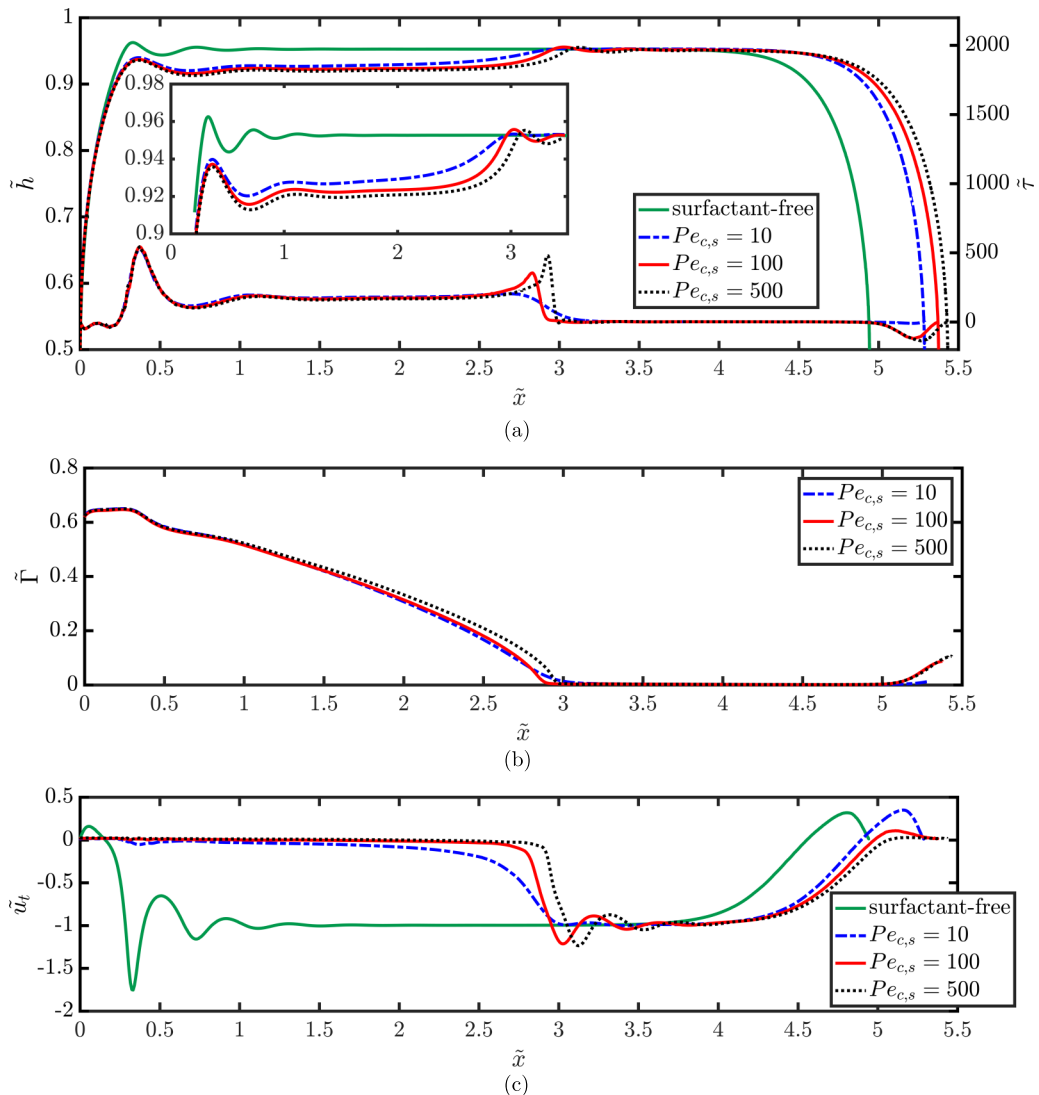 1
0.9
0.8
0.7
0.6
0.5
h̃
2000
1500
1000
500
0
τ̃
0.98
0.96
0.94
0.92
0.9
0 1 2 3
surfactant-free
Pe_{c,s} = 10
Pe_{c,s} = 100
Pe_{c,s} = 500
0 0.5 1 1.5 2 2.5 3 3.5 4 4.5 5 5.5
x̃
(a)
0.8
0.6
0.4
0.2
0
Γ̃
Pe_{c,s} = 10
Pe_{c,s} = 100
Pe_{c,s} = 500
0 0.5 1 1.5 2 2.5 3 3.5 4 4.5 5 5.5
x̃
(b)
0.5
0
-0.5
-1
-1.5
-2
ũ_t
surfactant-free
Pe_{c,s} = 10
Pe_{c,s} = 100
Pe_{c,s} = 500
0 0.5 1 1.5 2 2.5 3 3.5 4 4.5 5 5.5
x̃
(c)